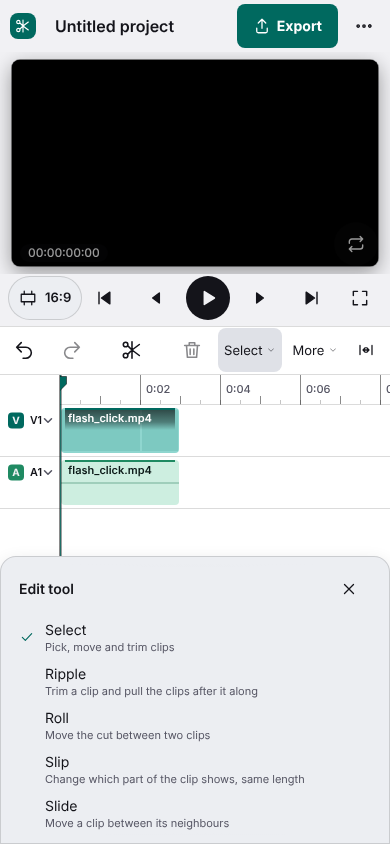 Untitled project
Export
00:00:00:00
16:9
Select
More
0:02
0:04
0:06
V
V1
flash_click.mp4
A
A1
flash_click.mp4
Edit tool
Select
Pick, move and trim clips
Ripple
Trim a clip and pull the clips after it along
Roll
Move the cut between two clips
Slip
Change which part of the clip shows, same length
Slide
Move a clip between its neighbours